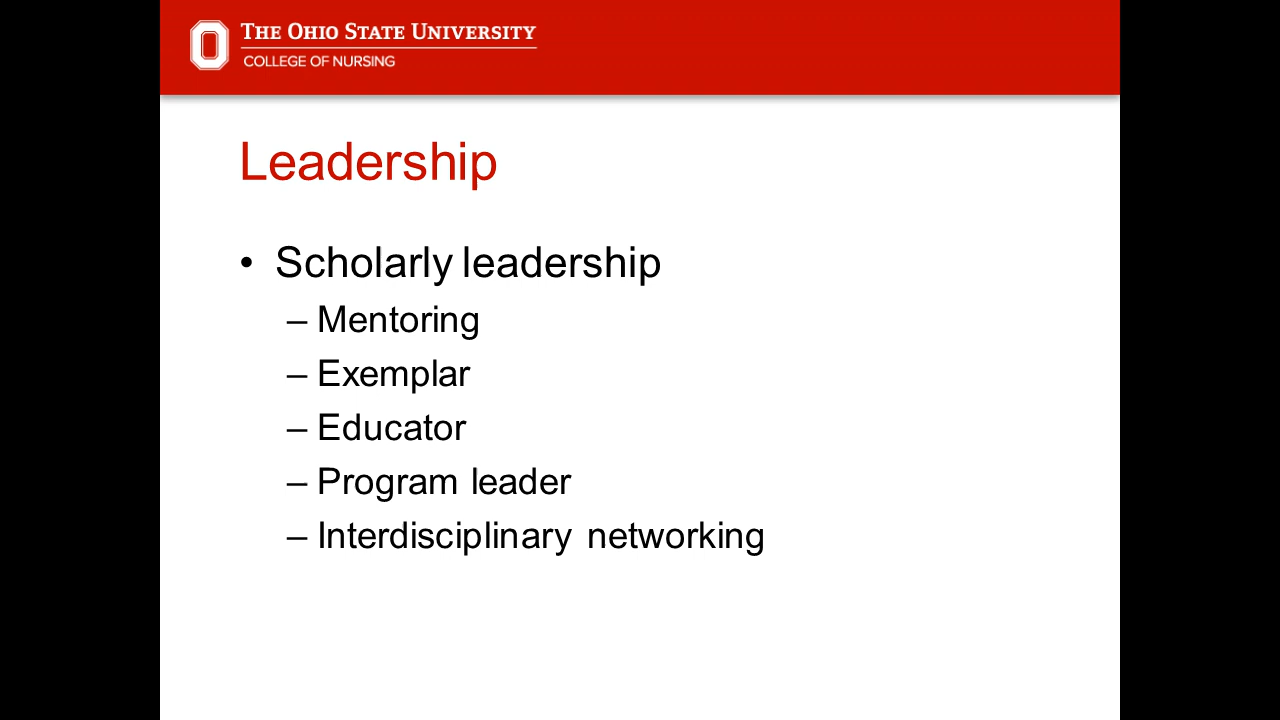 THE OHIO STATE UNIVERSITY
COLLEGE OF NURSING
Leadership
• Scholarly leadership
– Mentoring
– Exemplar
– Educator
– Program leader
– Interdisciplinary networking